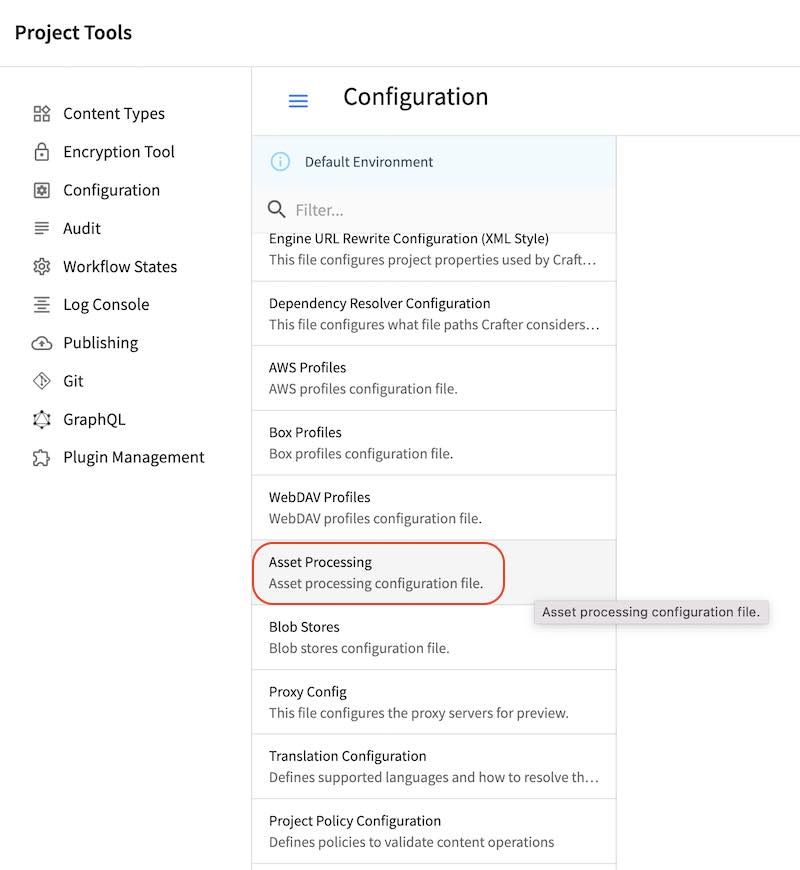 Project Tools
Content Types
Encryption Tool
Configuration
Audit
Workflow States
Log Console
Publishing
Git
GraphQL
Plugin Management
Configuration
Default Environment
Filter...
Engine URL Rewrite Configuration (XML Style)
This file configures project properties used by Craft...
Dependency Resolver Configuration
This file configures what file paths Crafter considers...
AWS Profiles
AWS profiles configuration file.
Box Profiles
Box profiles configuration file.
WebDAV Profiles
WebDAV profiles configuration file.
Asset Processing
Asset processing configuration file.
Asset processing configuration file.
Blob Stores
Blob stores configuration file.
Proxy Config
This file configures the proxy servers for preview.
Translation Configuration
Defines supported languages and how to resolve th...
Project Policy Configuration
Defines policies to validate content operations